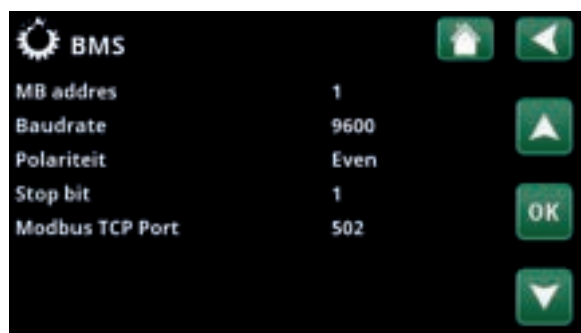 BMS
MB addres 1
Baudrate 9600
Polariteit Even
Stop bit 1
Modbus TCP Port 502
OK